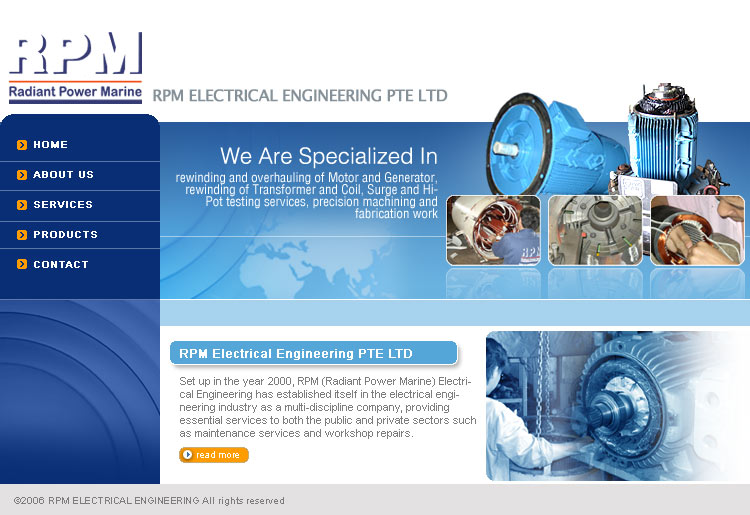 RPM
Radiant Power Marine
RPM ELECTRICAL ENGINEERING PTE LTD
HOME
ABOUT US
SERVICES
PRODUCTS
CONTACT
We Are Specialized In
rewinding and overhauling of Motor and Generator,
rewinding of Transformer and Coil, Surge and Hi-
Pot testing services, precision machining and
fabrication work
RPM
RPM Electrical Engineering PTE LTD
Set up in the year 2000, RPM (Radiant Power Marine) Electri-
cal Engineering has established itself in the electrical engi-
neering industry as a multi-discipline company, providing
essential services to both the public and private sectors such
as maintenance services and workshop repairs.
read more
©2006 RPM ELECTRICAL ENGINEERING All rights reserved